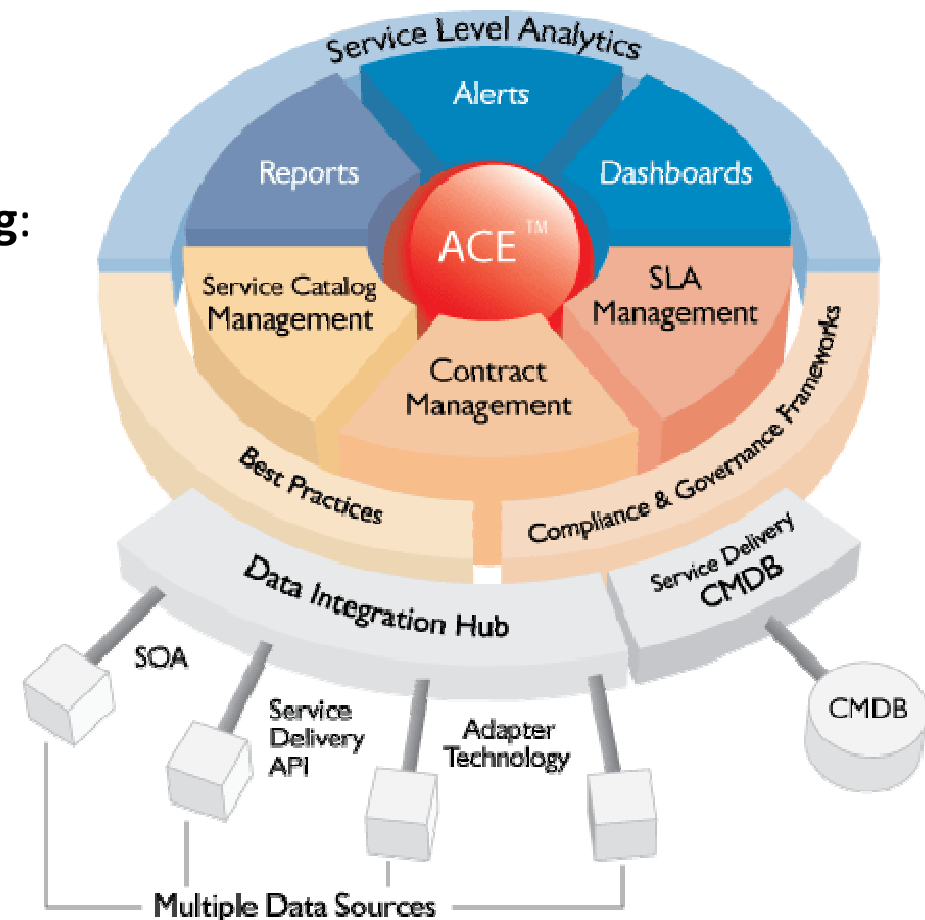 Service Level Analytics
Alerts
Reports
Dashboards
g:
ACE™
Service Catalog
Management
SLA
Management
Contract
Management
Best Practices
Compliance & Governance Frameworks
Data Integration Hub
Service Delivery
CMDB
SOA
Service
Delivery
API
Adapter
Technology
CMDB
Multiple Data Sources